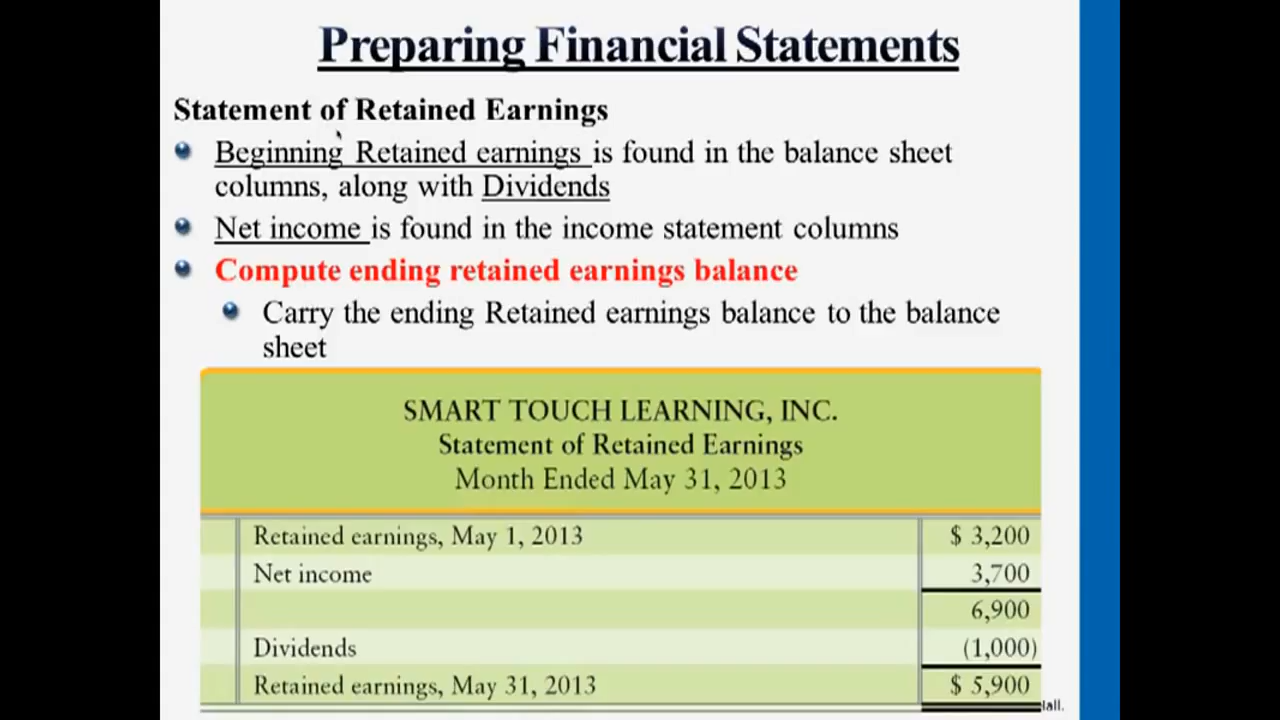 Preparing Financial Statements
Statement of Retained Earnings
Beginning Retained earnings is found in the balance sheet
columns, along with Dividends
Net income is found in the income statement columns
Compute ending retained earnings balance
Carry the ending Retained earnings balance to the balance
sheet
SMART TOUCH LEARNING, INC.
Statement of Retained Earnings
Month Ended May 31, 2013
Retained earnings, May 1, 2013 $ 3,200
Net income 3,700
6,900
Dividends (1,000)
Retained earnings, May 31, 2013 $ 5,900